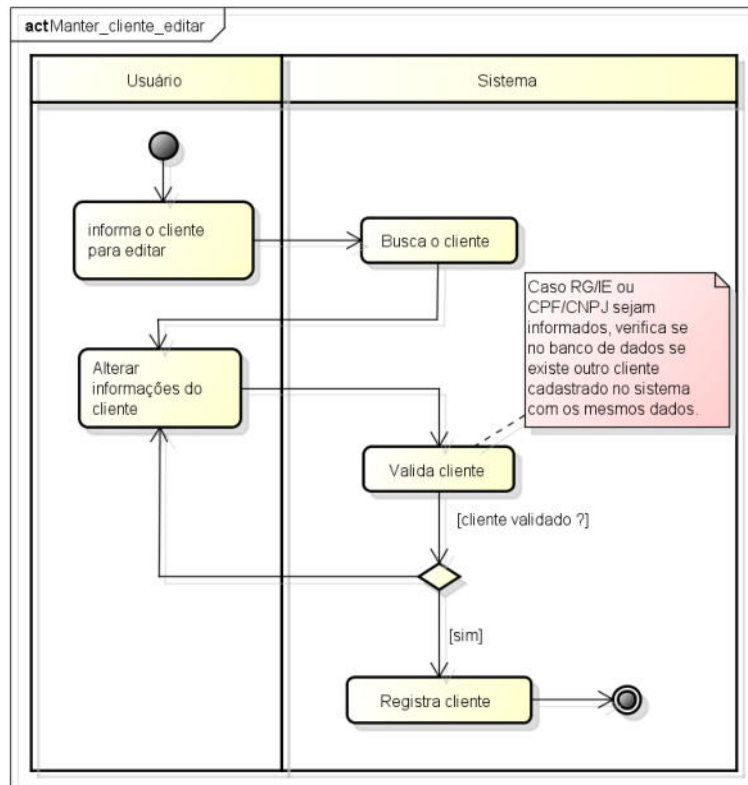 actManter_cliente_editar
Usuário
Sistema
informa o cliente
para editar
Busca o cliente
Caso RG/IE ou
CPF/CNPJ sejam
informados, verifica se
no banco de dados se
existe outro cliente
cadastrado no sistema
com os mesmos dados.
Alterar
informações do
cliente
Valida cliente
[cliente validado ?]
[sim]
Registra cliente